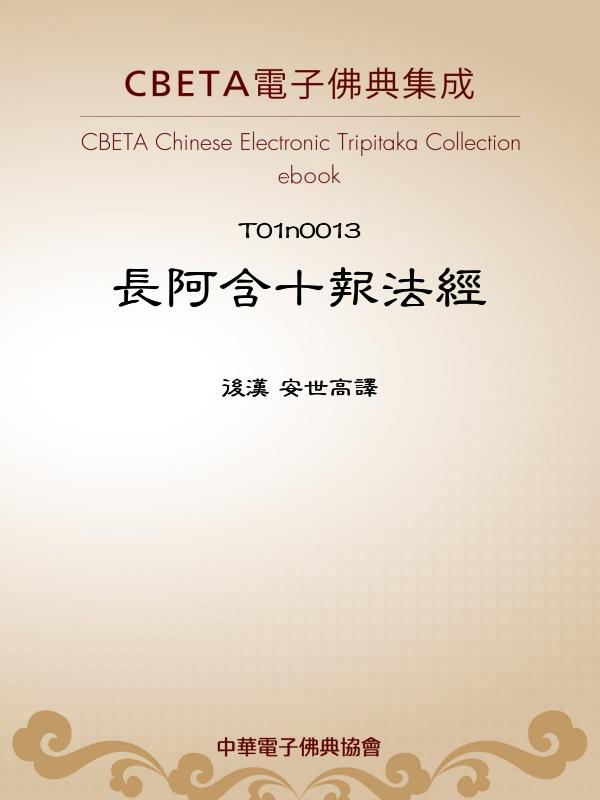 CBETA電子佛典集成
CBETA Chinese Electronic Tripitaka Collection
ebook
T01n0013
長阿含十報法經
後漢 安世高譯
中華電子佛典協會